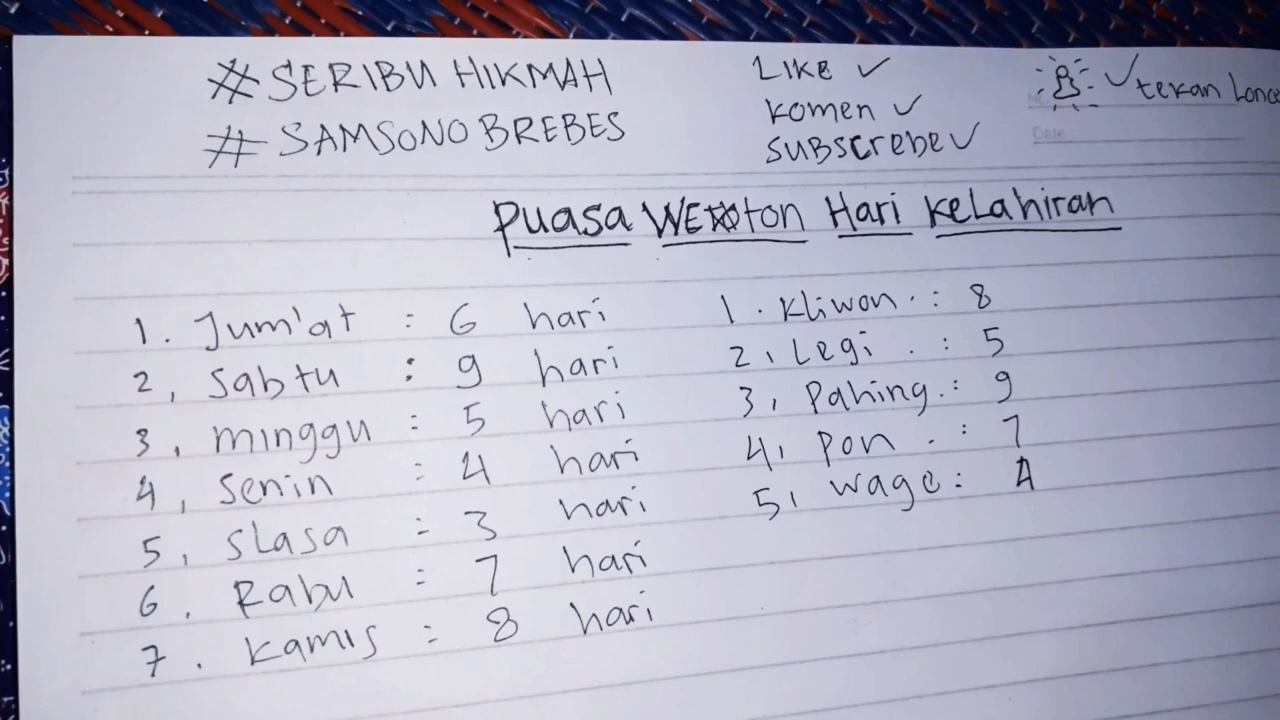 #SERIBU HIKMAH
#SAMSONO BREBES
LIKE ✓
Komen ✓
SUBScrebe ✓
✓ tekan Lonce
Date:
Puasa WEton Hari KeLahiran
1. Jum'at : 6 hari
2, Sabtu : 9 hari
3, minggu : 5 hari
4, Senin : 4 hari
5, SLasa : 3 hari
6. Rabu : 7 hari
7. Kamis : 8 hari
1. Kliwon. : 8
2, Legi . : 5
3, Pahing. : 9
4, Pon . : 7
5, Wage : 4